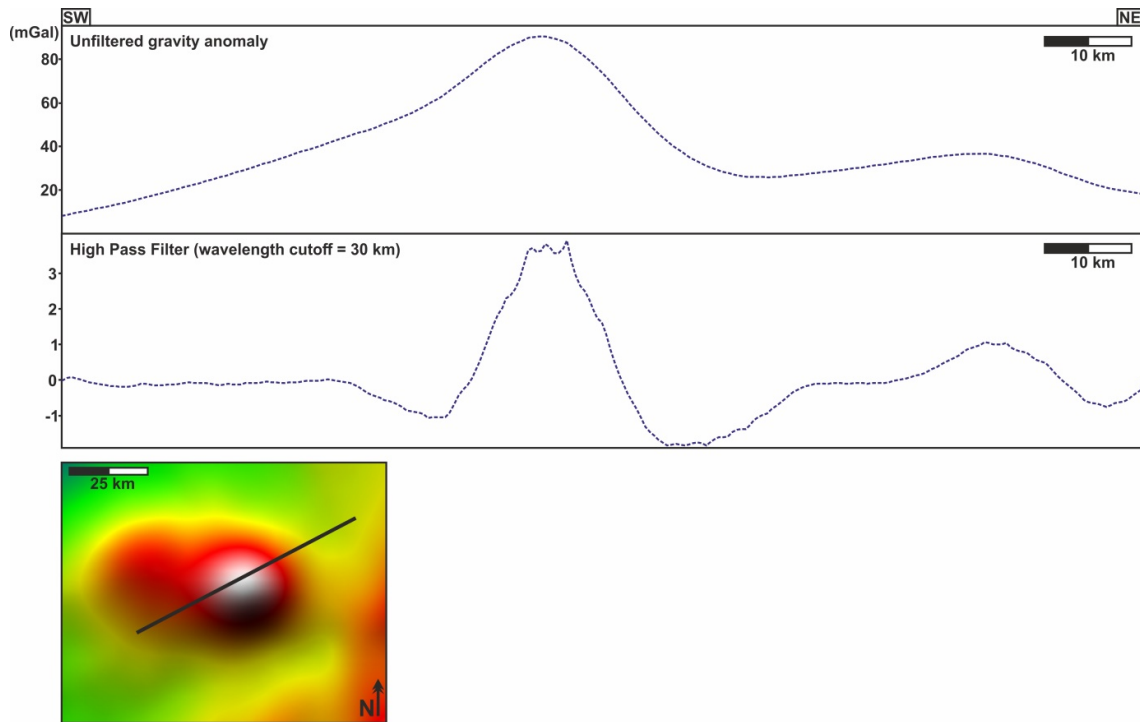 SW
NE
(mGal)
Unfiltered gravity anomaly
10 km
80
60
40
20
High Pass Filter (wavelength cutoff = 30 km)
10 km
3
2
1
0
-1
25 km
N